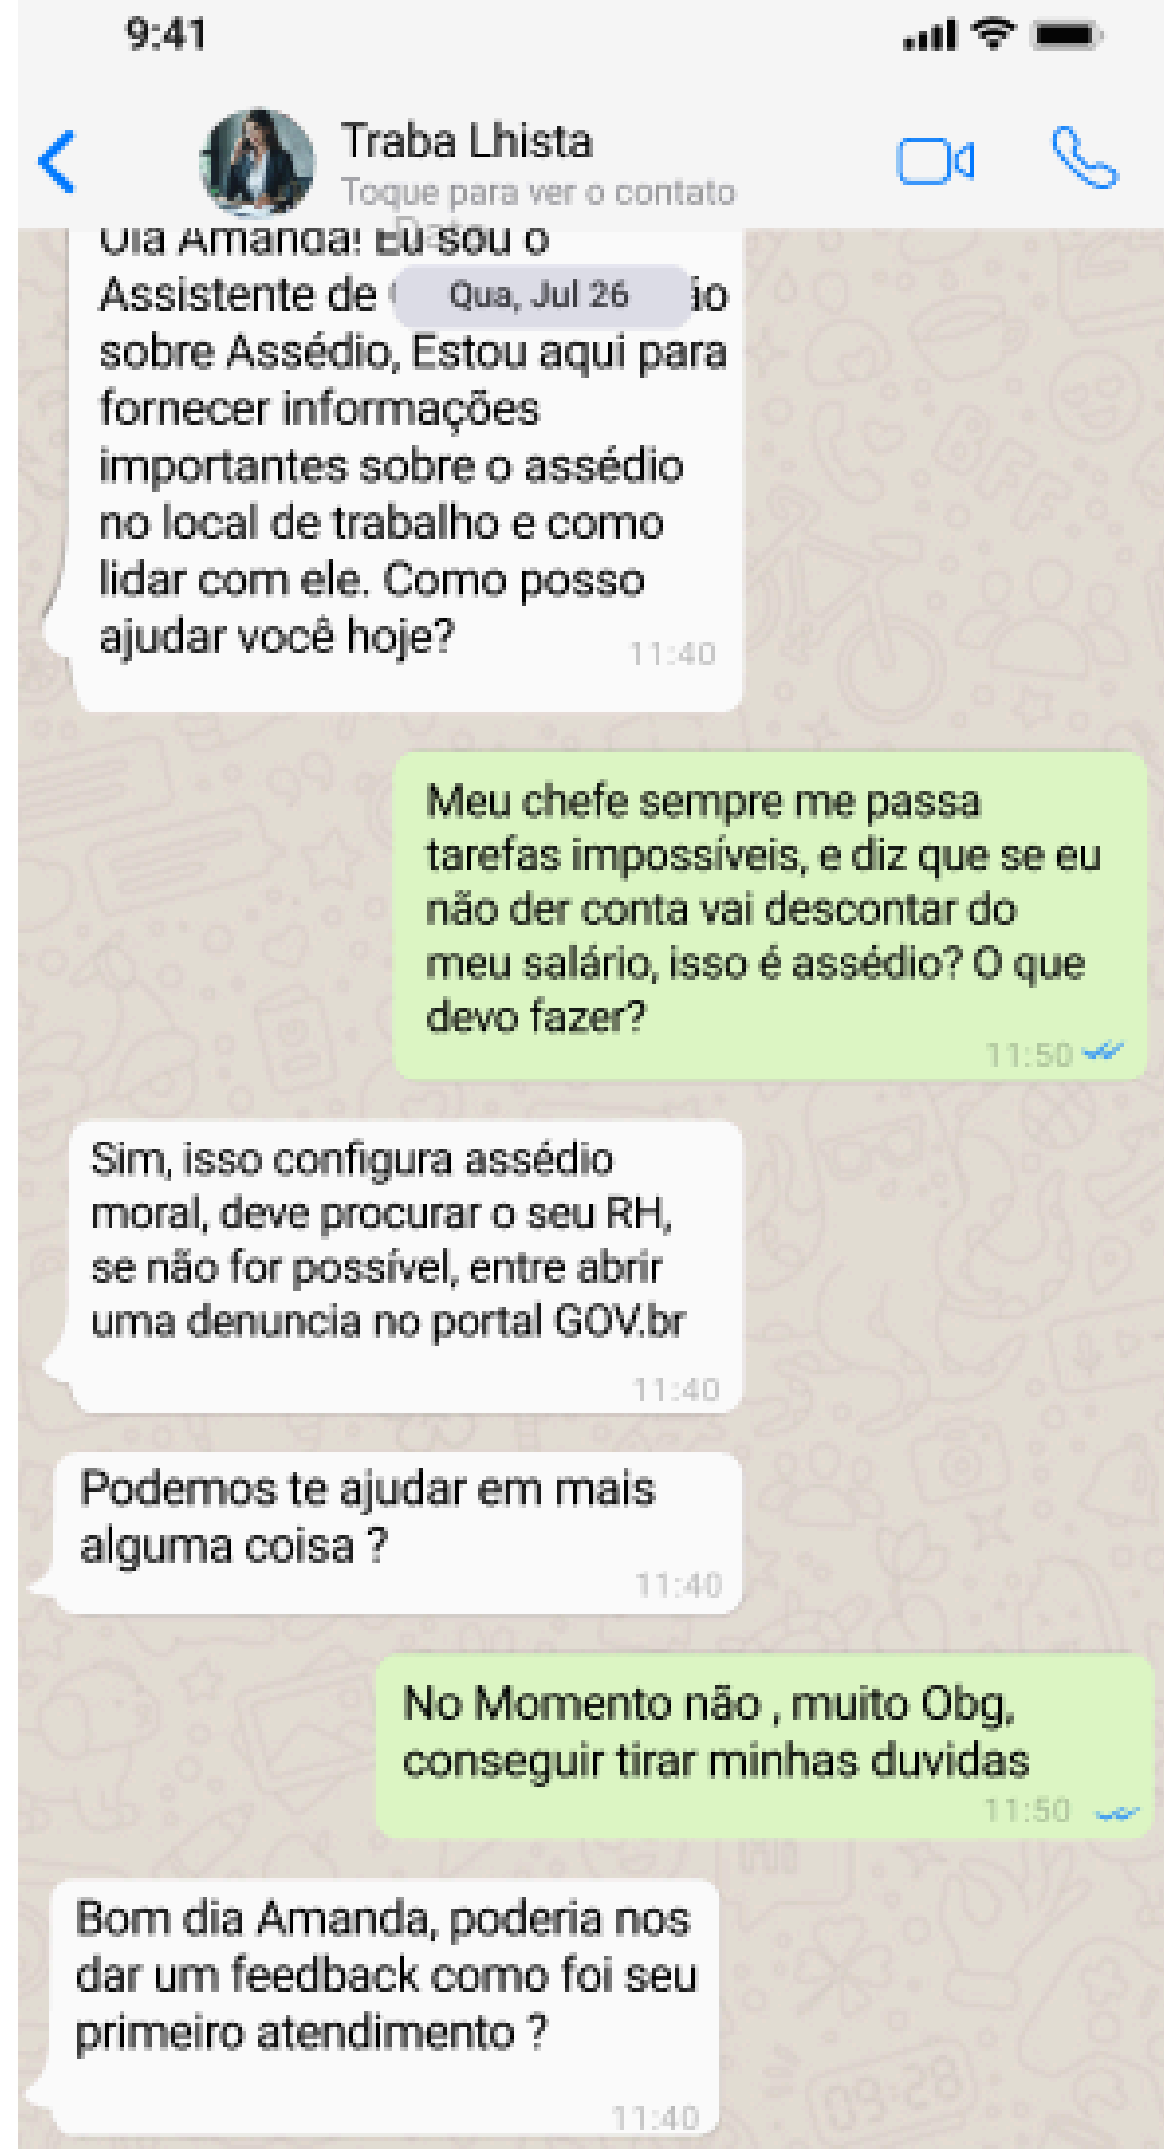 9:41
Traba Lhista
Toque para ver o contato
Ola Amanda! Eu sou o
Assistente de
Qua, Jul 26
ão
sobre Assédio, Estou aqui para
fornecer informações
importantes sobre o assédio
no local de trabalho e como
lidar com ele. Como posso
ajudar você hoje?
11:40
Meu chefe sempre me passa
tarefas impossíveis, e diz que se eu
não der conta vai descontar do
meu salário, isso é assédio? O que
devo fazer?
11:50
Sim, isso configura assédio
moral, deve procurar o seu RH,
se não for possível, entre abrir
uma denuncia no portal GOV.br
11:40
Podemos te ajudar em mais
alguma coisa ?
11:40
No Momento não , muito Obg,
conseguir tirar minhas duvidas
11:50
Bom dia Amanda, poderia nos
dar um feedback como foi seu
primeiro atendimento ?
11:40